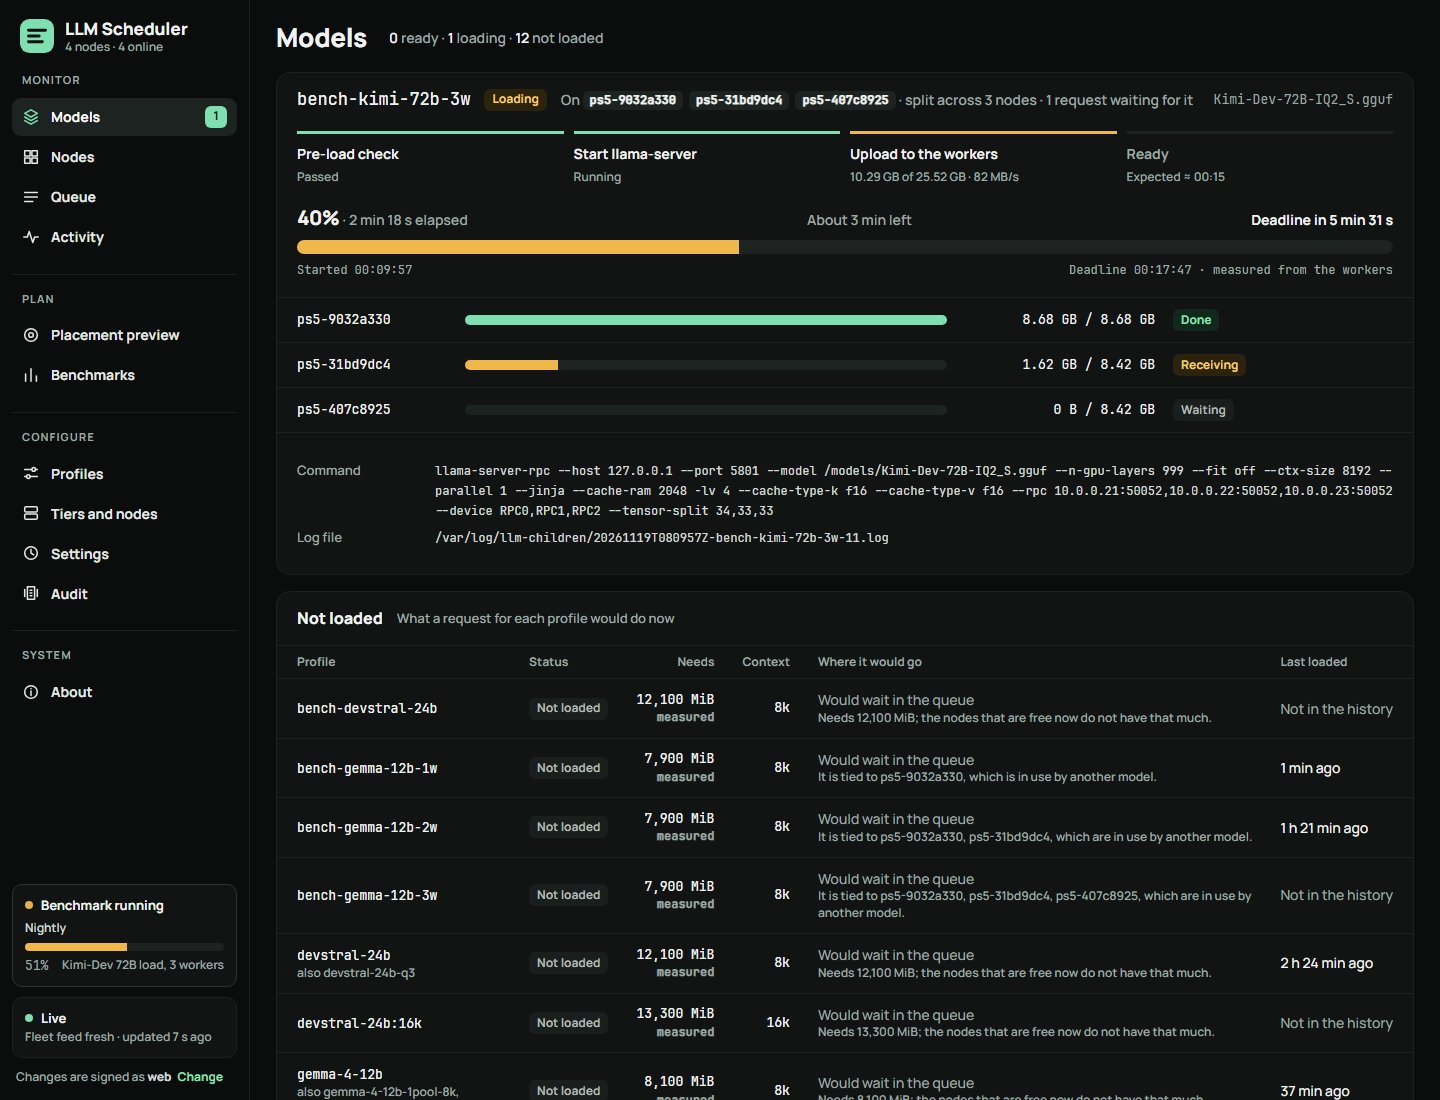 LLM Scheduler
4 nodes · 4 online
MONITOR
Models 1
Nodes
Queue
Activity
PLAN
Placement preview
Benchmarks
CONFIGURE
Profiles
Tiers and nodes
Settings
Audit
SYSTEM
About
Benchmark running
Nightly
51% Kimi-Dev 72B load, 3 workers
Live
Fleet feed fresh · updated 7 s ago
Changes are signed as web Change
Models 0 ready · 1 loading · 12 not loaded
bench-kimi-72b-3w Loading On ps5-9032a330 ps5-31bd9dc4 ps5-407c8925 · split across 3 nodes · 1 request waiting for it Kimi-Dev-72B-IQ2_S.gguf
Pre-load check Start llama-server Upload to the workers Ready
Passed Running 10.29 GB of 25.52 GB · 82 MB/s Expected ≈ 00:15
40% · 2 min 18 s elapsed About 3 min left Deadline in 5 min 31 s
Started 00:09:57 Deadline 00:17:47 · measured from the workers
ps5-9032a330 8.68 GB / 8.68 GB Done
ps5-31bd9dc4 1.62 GB / 8.42 GB Receiving
ps5-407c8925 0 B / 8.42 GB Waiting
Command llama-server-rpc --host 127.0.0.1 --port 5801 --model /models/Kimi-Dev-72B-IQ2_S.gguf --n-gpu-layers 999 --fit off --ctx-size 8192 --
parallel 1 --jinja --cache-ram 2048 -lv 4 --cache-type-k f16 --cache-type-v f16 --rpc 10.0.0.21:50052,10.0.0.22:50052,10.0.0.23:50052
--device RPC0,RPC1,RPC2 --tensor-split 34,33,33
Log file /var/log/llm-children/20261119T080957Z-bench-kimi-72b-3w-11.log
Not loaded What a request for each profile would do now
Profile Status Needs Context Where it would go Last loaded
bench-devstral-24b Not loaded 12,100 MiB measured 8k Would wait in the queue Not in the history
Needs 12,100 MiB; the nodes that are free now do not have that much.
bench-gemma-12b-1w Not loaded 7,900 MiB measured 8k Would wait in the queue 1 min ago
It is tied to ps5-9032a330, which is in use by another model.
bench-gemma-12b-2w Not loaded 7,900 MiB measured 8k Would wait in the queue 1 h 21 min ago
It is tied to ps5-9032a330, ps5-31bd9dc4, which are in use by another model.
bench-gemma-12b-3w Not loaded 7,900 MiB measured 8k Would wait in the queue Not in the history
It is tied to ps5-9032a330, ps5-31bd9dc4, ps5-407c8925, which are in use by
another model.
devstral-24b Not loaded 12,100 MiB measured 8k Would wait in the queue 2 h 24 min ago
also devstral-24b-q3 Needs 12,100 MiB; the nodes that are free now do not have that much.
devstral-24b:16k Not loaded 13,300 MiB measured 16k Would wait in the queue Not in the history
Needs 13,300 MiB; the nodes that are free now do not have that much.
gemma-4-12b Not loaded 8,100 MiB measured 8k Would wait in the queue 37 min ago
also gemma-4-12b-1pool-8k, Needs 8,100 MiB; the nodes that are free now do not have that much.